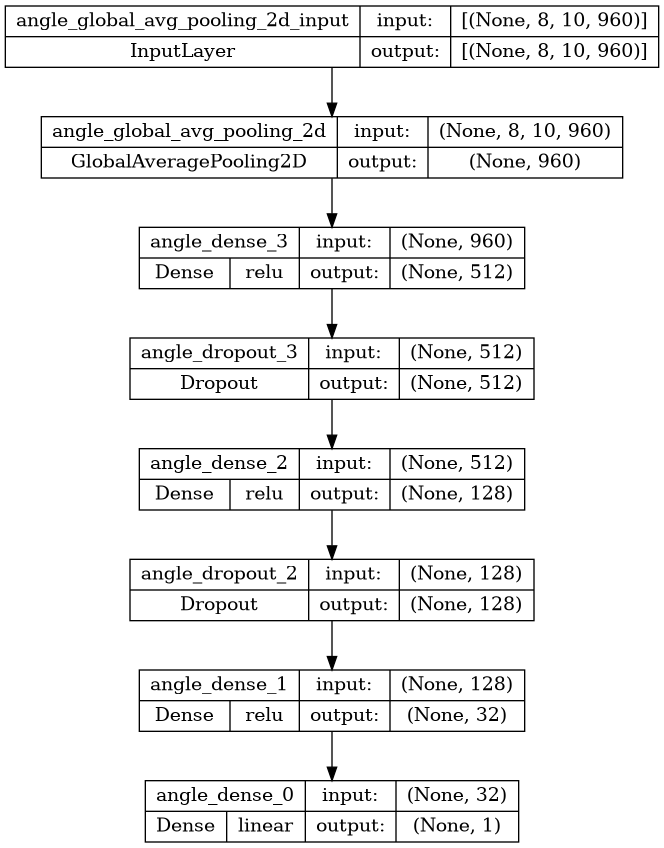 angle_global_avg_pooling_2d_input input: [(None, 8, 10, 960)]
InputLayer output: [(None, 8, 10, 960)]
angle_global_avg_pooling_2d input: (None, 8, 10, 960)
GlobalAveragePooling2D output: (None, 960)
angle_dense_3 input: (None, 960)
Dense relu output: (None, 512)
angle_dropout_3 input: (None, 512)
Dropout output: (None, 512)
angle_dense_2 input: (None, 512)
Dense relu output: (None, 128)
angle_dropout_2 input: (None, 128)
Dropout output: (None, 128)
angle_dense_1 input: (None, 128)
Dense relu output: (None, 32)
angle_dense_0 input: (None, 32)
Dense linear output: (None, 1)